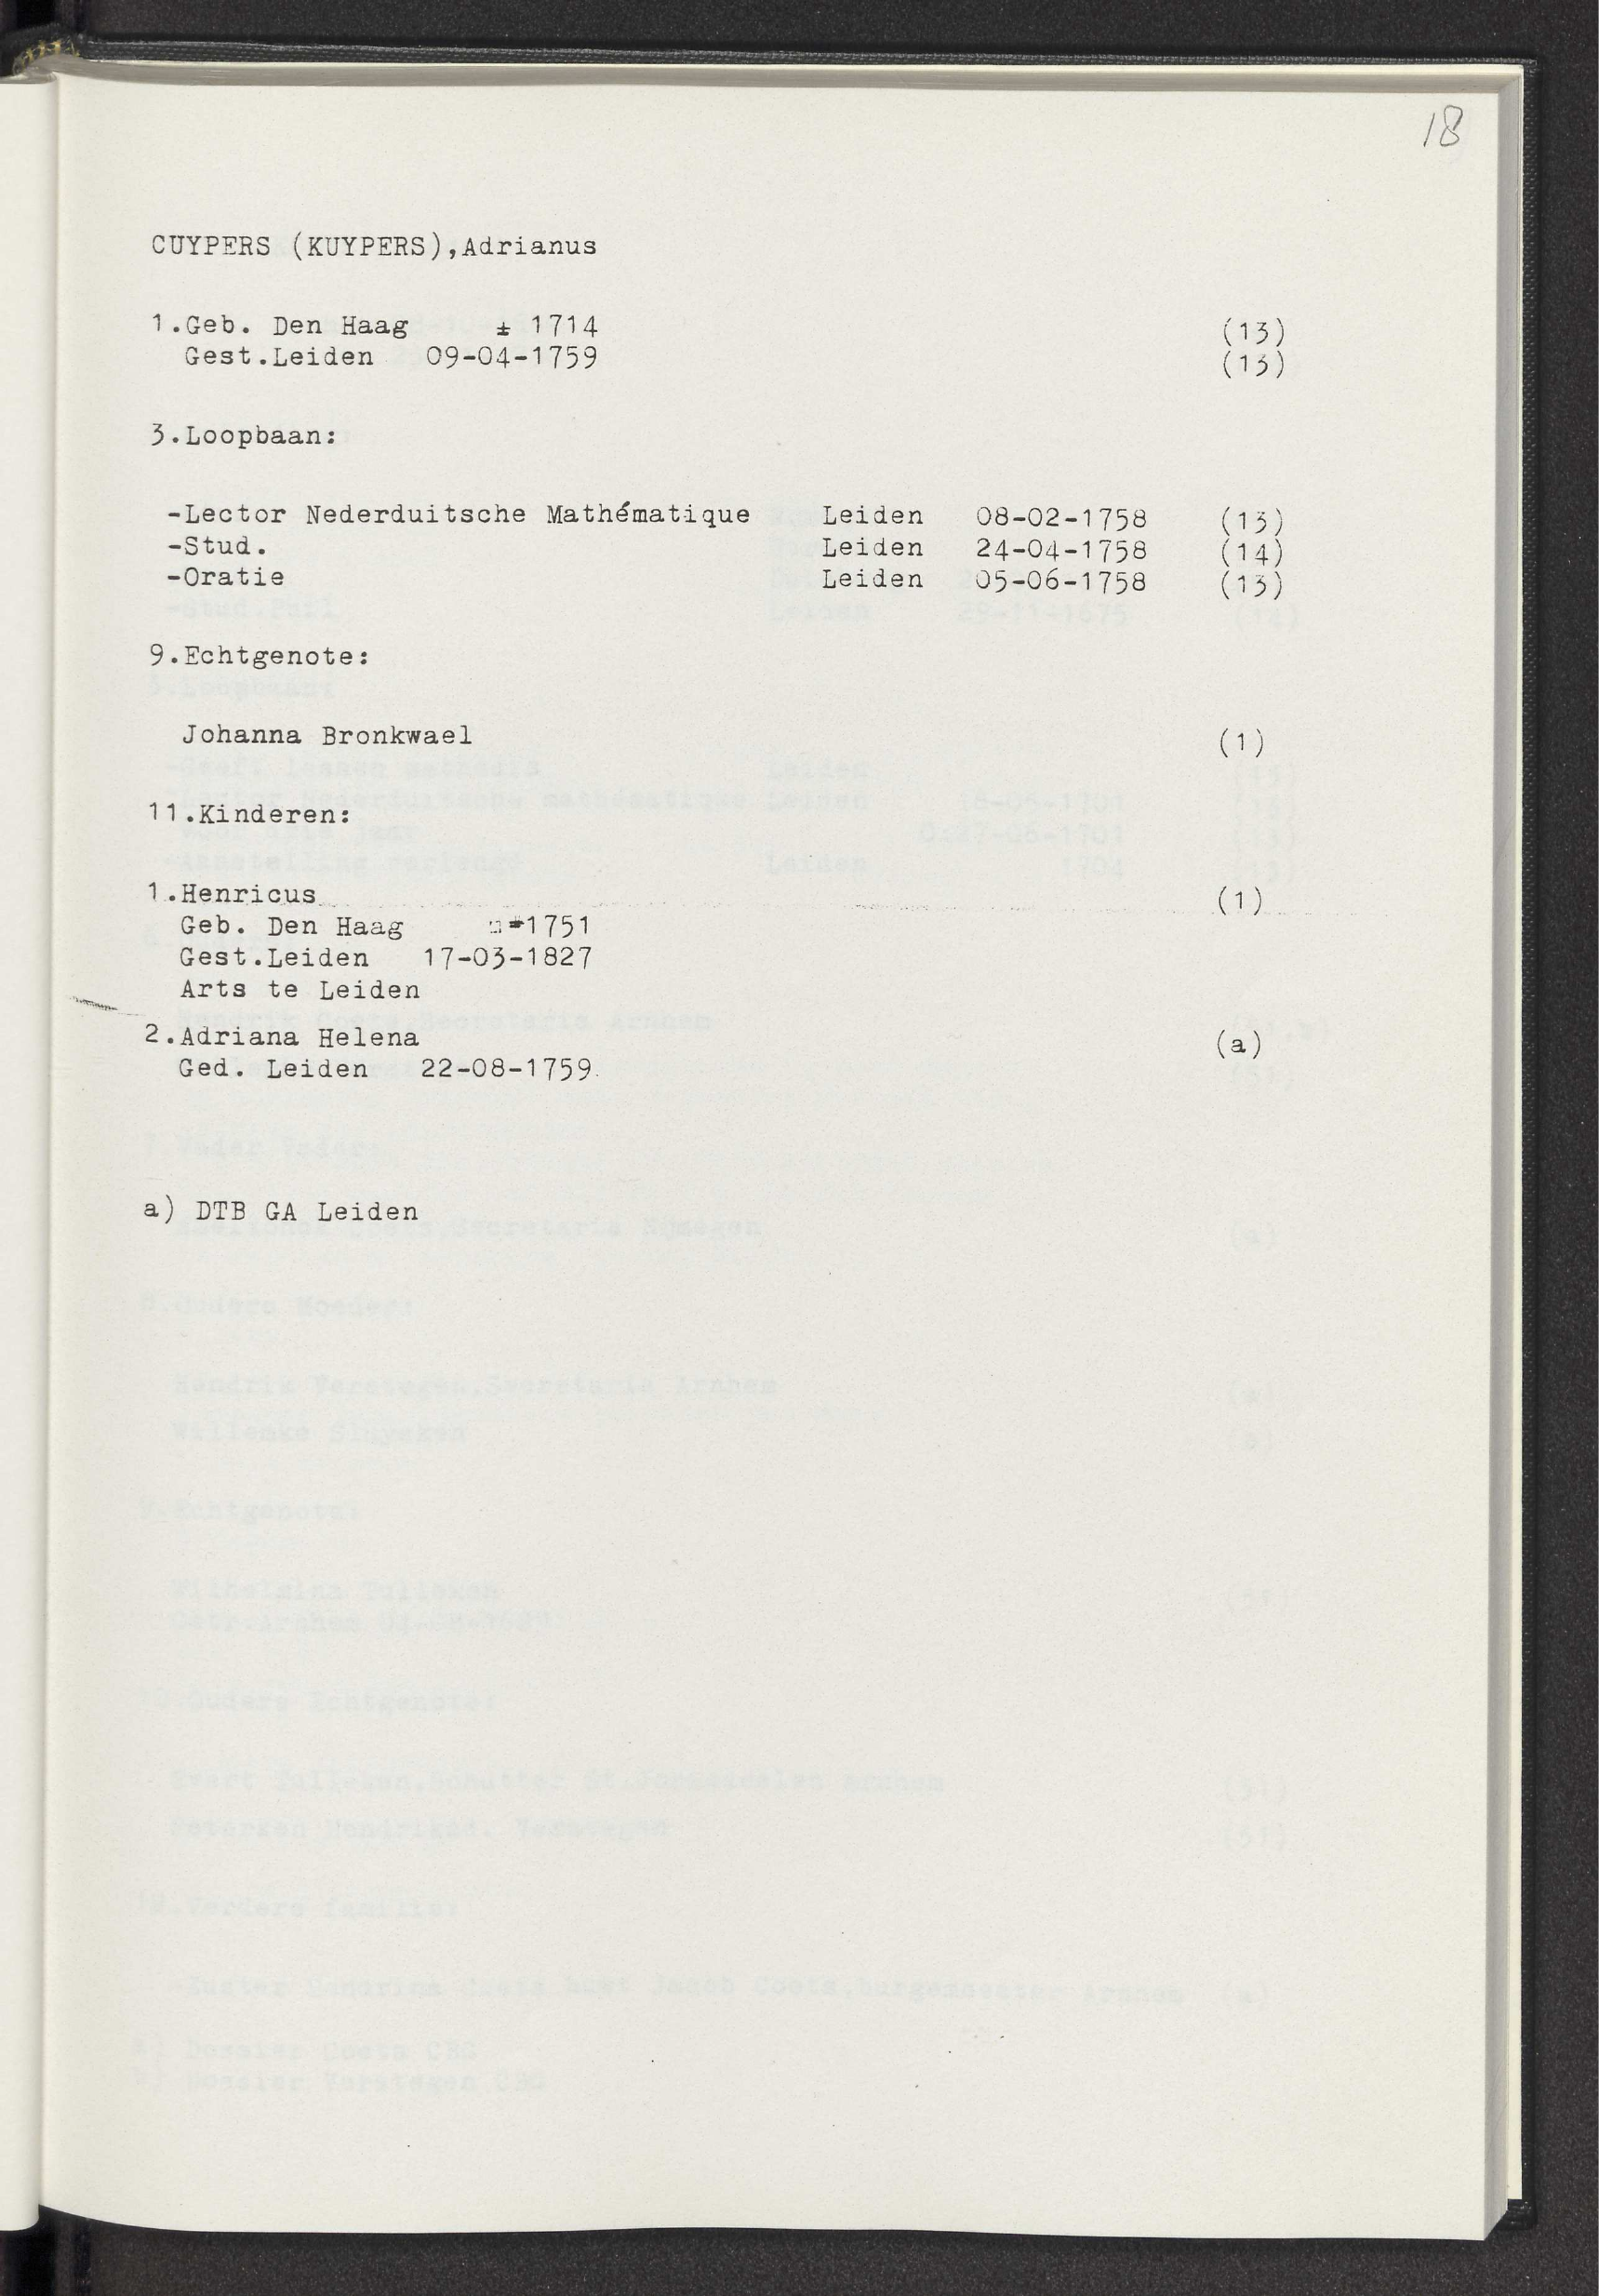 18
CUYPERS (KUYPERS),Adrianus
1.Geb. Den Haag ± 1714 (13)
Gest.Leiden 09-04-1759 (13)
3.Loopbaan:
-Lector Nederduitsche Mathématique Leiden 08-02-1758 (13)
-Stud. Leiden 24-04-1758 (14)
-Oratie Leiden 05-06-1758 (13)
9.Echtgenote:
Johanna Bronkwael (1)
11.Kinderen:
1.Henricus (1)
Geb. Den Haag 1751
Gest.Leiden 17-03-1827
Arts te Leiden
2.Adriana Helena (a)
Ged. Leiden 22-08-1759
a) DTB GA Leiden